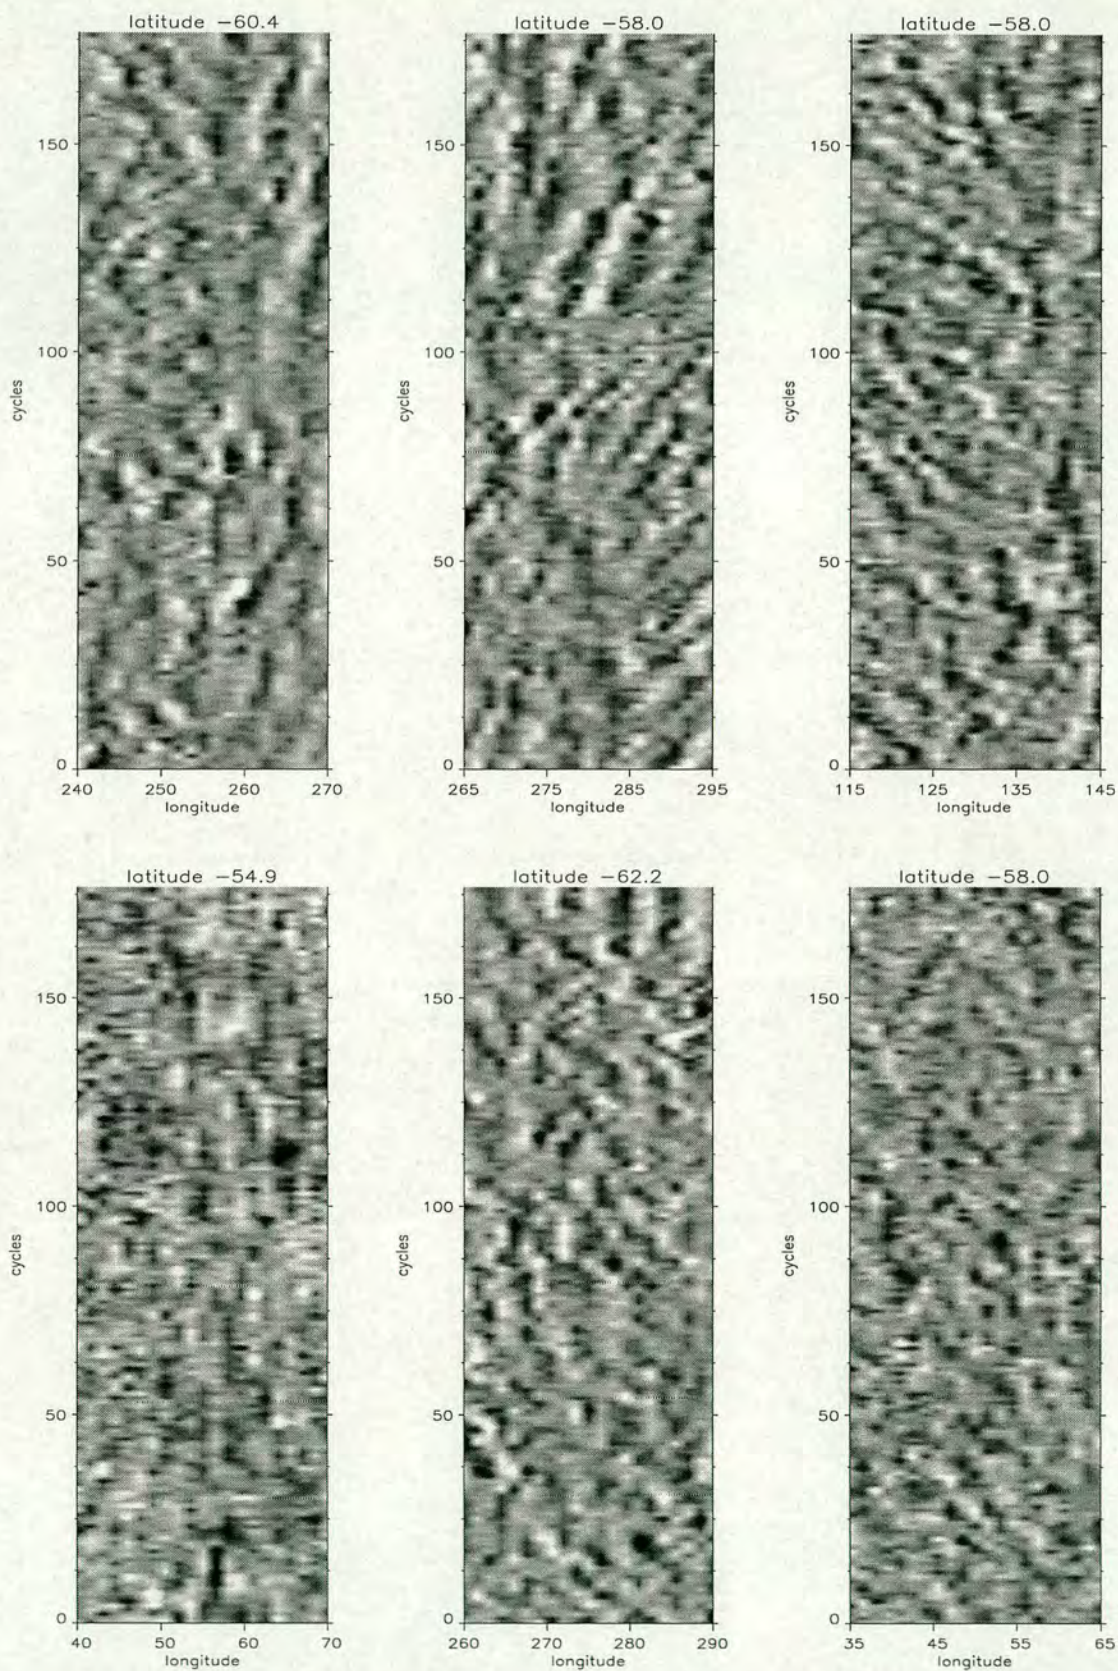 latitude −60.4
latitude −58.0
latitude −58.0
150
100
50
0
cycles
240 250 260 270
longitude
150
100
50
0
cycles
265 275 285 295
longitude
150
100
50
0
cycles
115 125 135 145
longitude
latitude −54.9
latitude −62.2
latitude −58.0
150
100
50
0
cycles
40 50 60 70
longitude
150
100
50
0
cycles
260 270 280 290
longitude
150
100
50
0
cycles
35 45 55 65
longitude